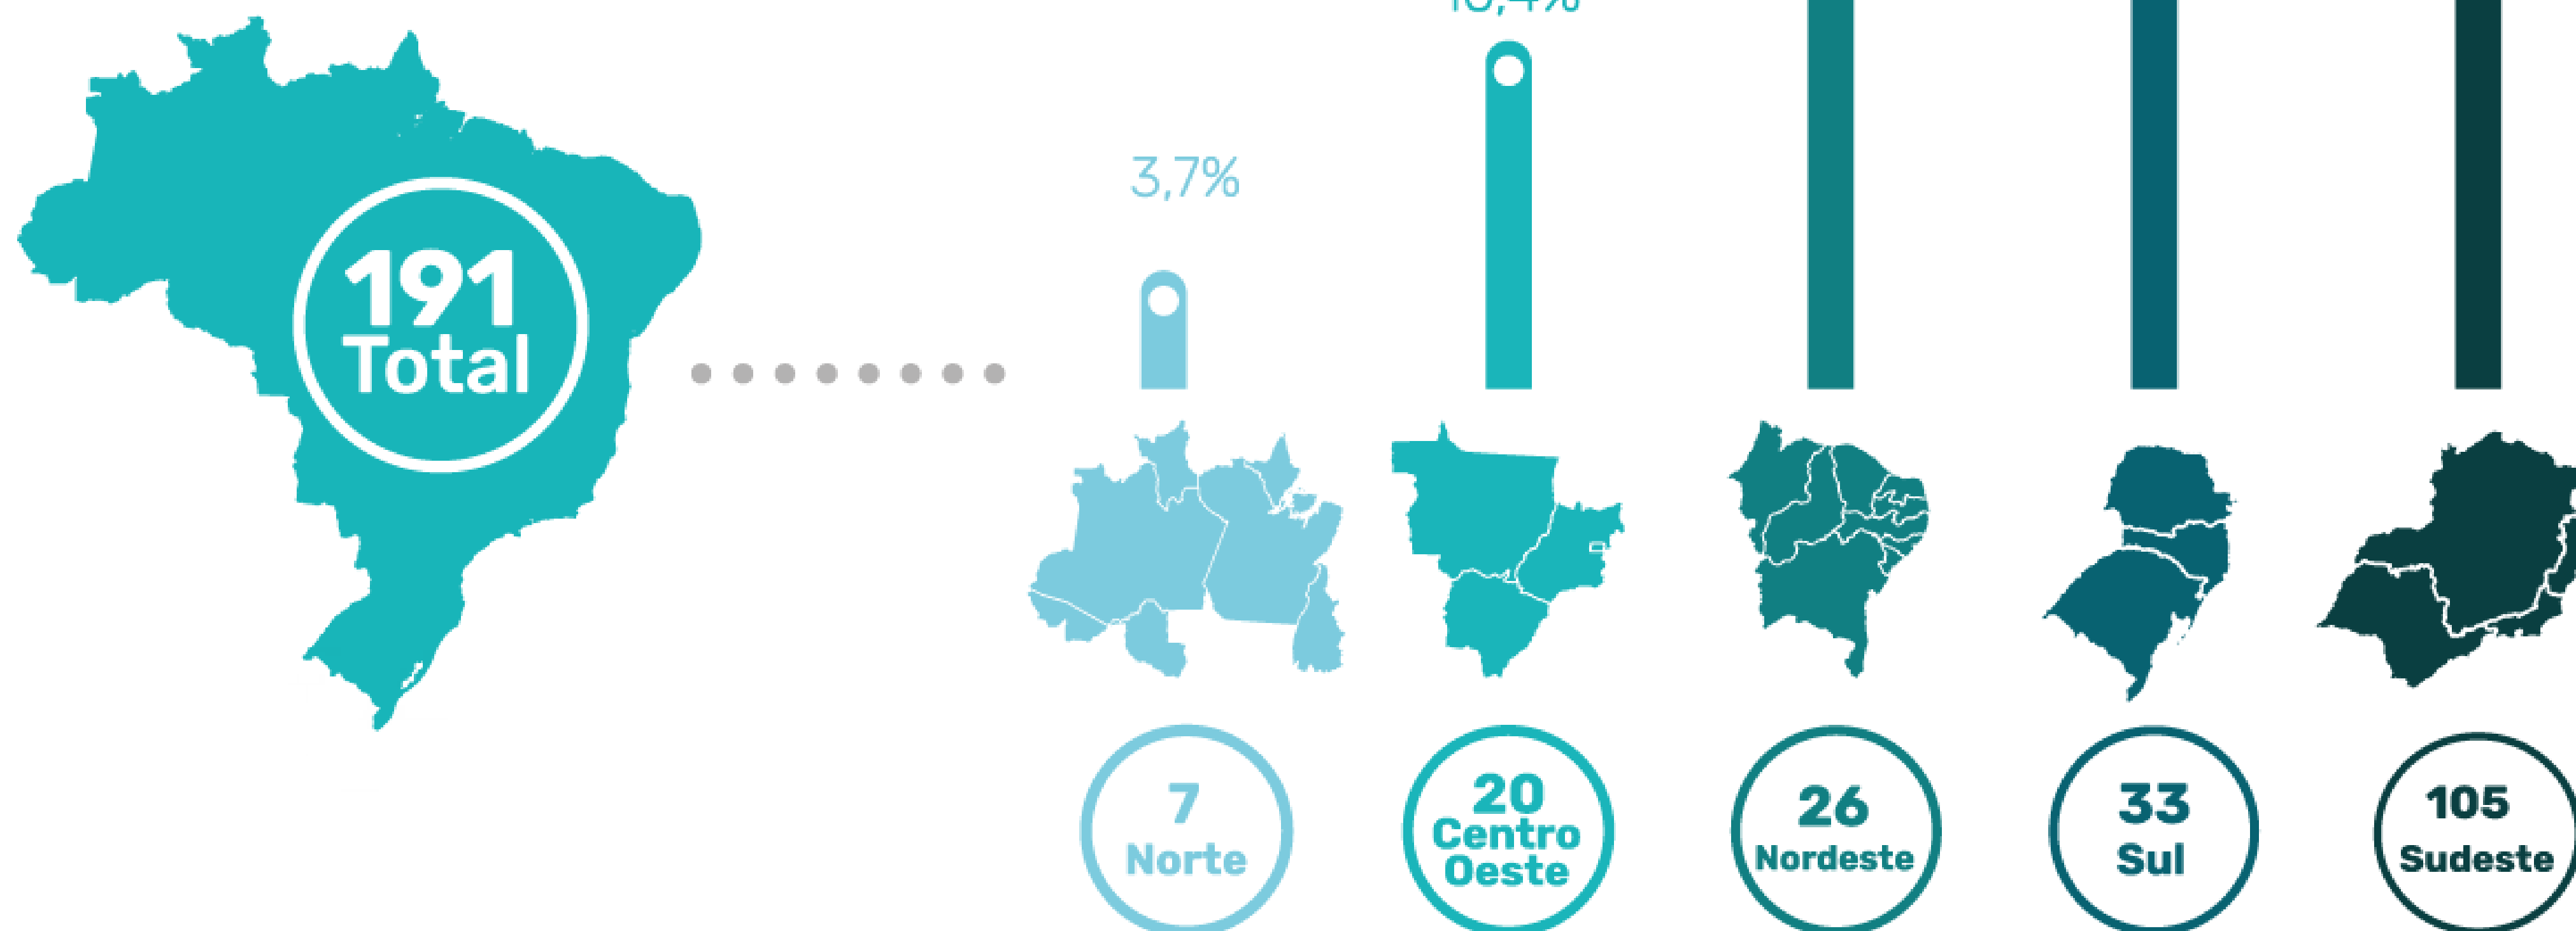 191
Total
3,7%
7
Norte
20
Centro
Oeste
26
Nordeste
33
Sul
105
Sudeste